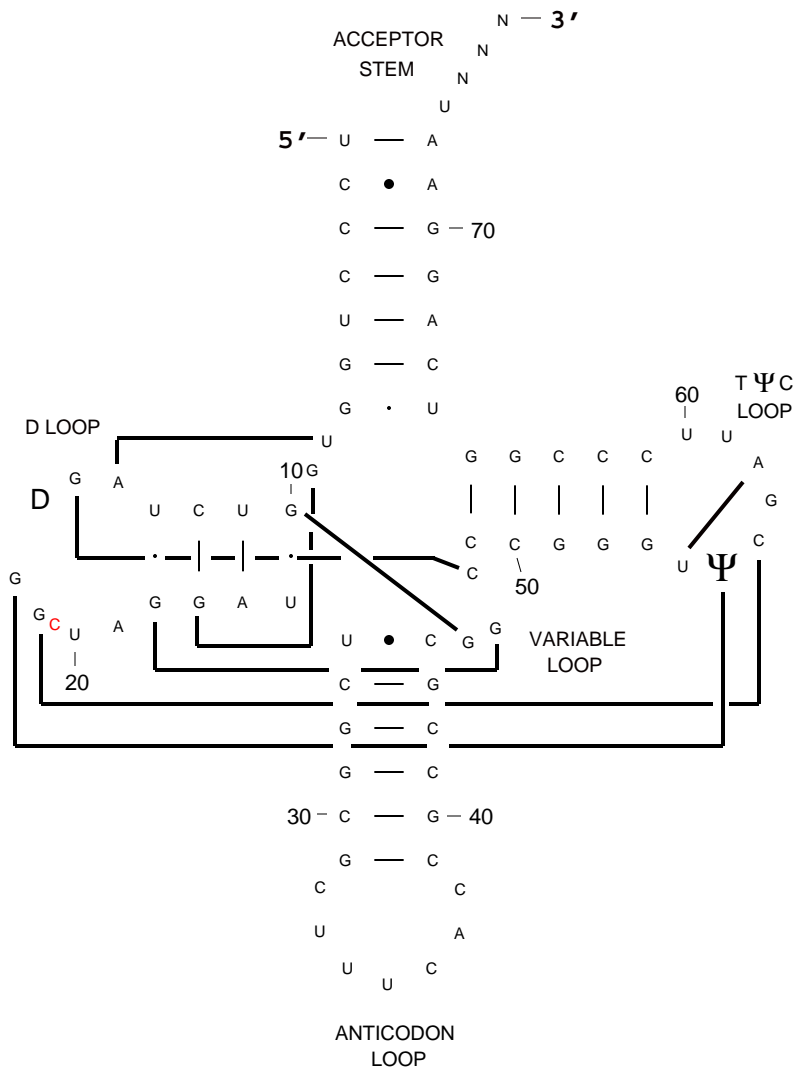 N 3′
ACCEPTOR N
STEM N
U
5′ U A
C A
C G 70
C G
U A
G C
G U
T Ψ C
60 LOOP
D LOOP U U U
G G C C C A
10 G
G A
D U C U G G
C C G G G U Ψ C
C
50
G
G A G G A U
G C U U C G G VARIABLE
20 LOOP
C G
G C
G C
30 C G 40
G C
C C
U A
U C
U
ANTICODON
LOOP